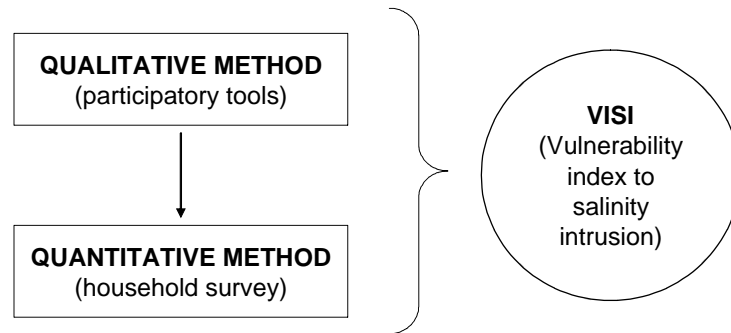 QUALITATIVE METHOD
(participatory tools)
QUANTITATIVE METHOD
(household survey)
VISI
(Vulnerability
index to
salinity
intrusion)